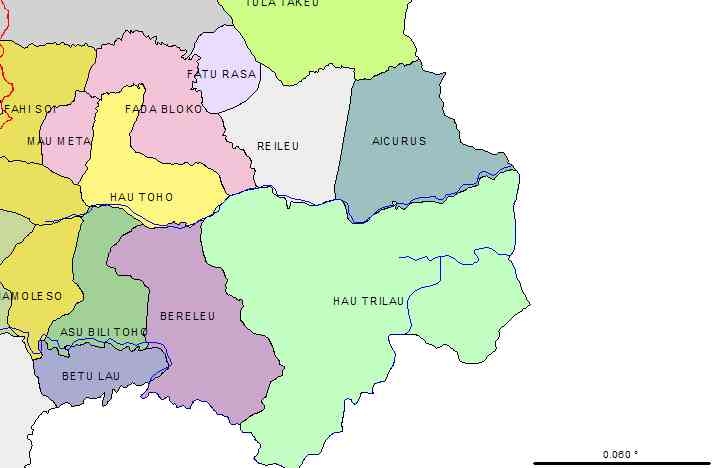 TULA TAKEU
FATU RASA
FAHI SOI
FADA BLOKO
MAU META
REILEU
AICURUS
HAU TOHO
AMOLESO
HAU TRILAU
BERELEU
ASU BILI TOHO
BETU LAU
0.060 °